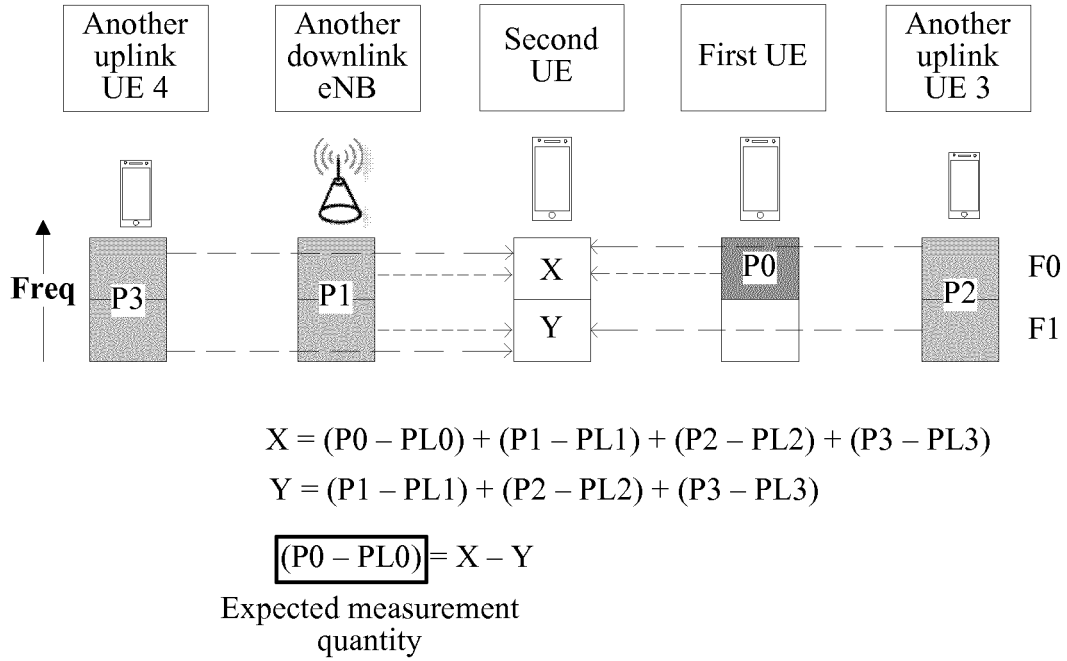 Another
uplink
UE 4
Another
downlink
eNB
Second
UE
First UE
Another
uplink
UE 3
Freq
P3
P1
X
Y
P0
P2
F0
F1
X = (P0 – PL0) + (P1 – PL1) + (P2 – PL2) + (P3 – PL3)
Y = (P1 – PL1) + (P2 – PL2) + (P3 – PL3)
(P0 – PL0) = X – Y
Expected measurement
quantity